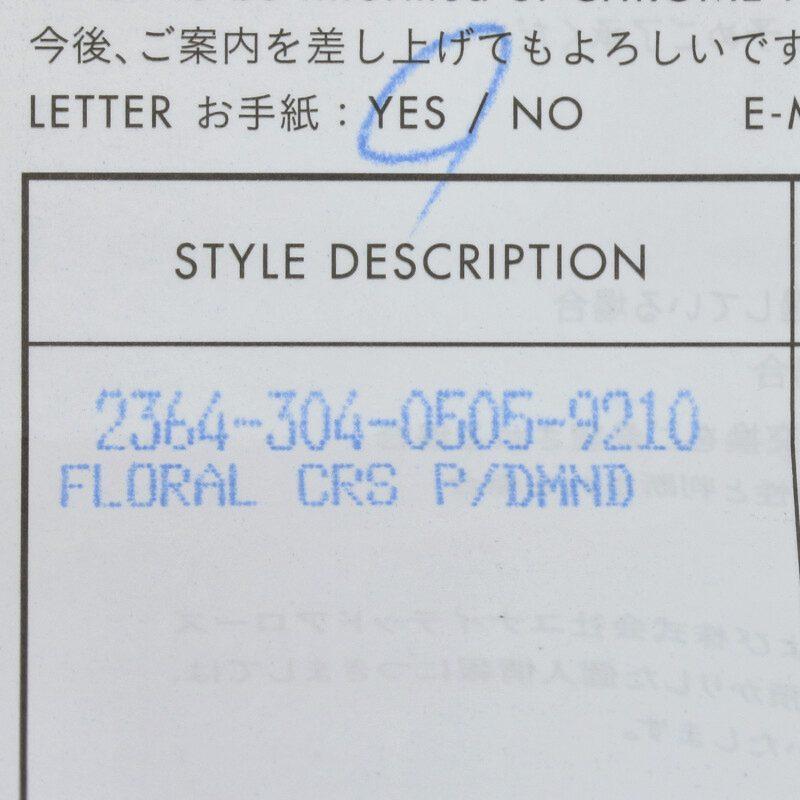 今後、ご案内を差し上げてもよろしいです
LETTER お手紙 : YES / NO E-M
STYLE DESCRIPTION
2364-304-0505-9210
FLORAL CRS P/DMND